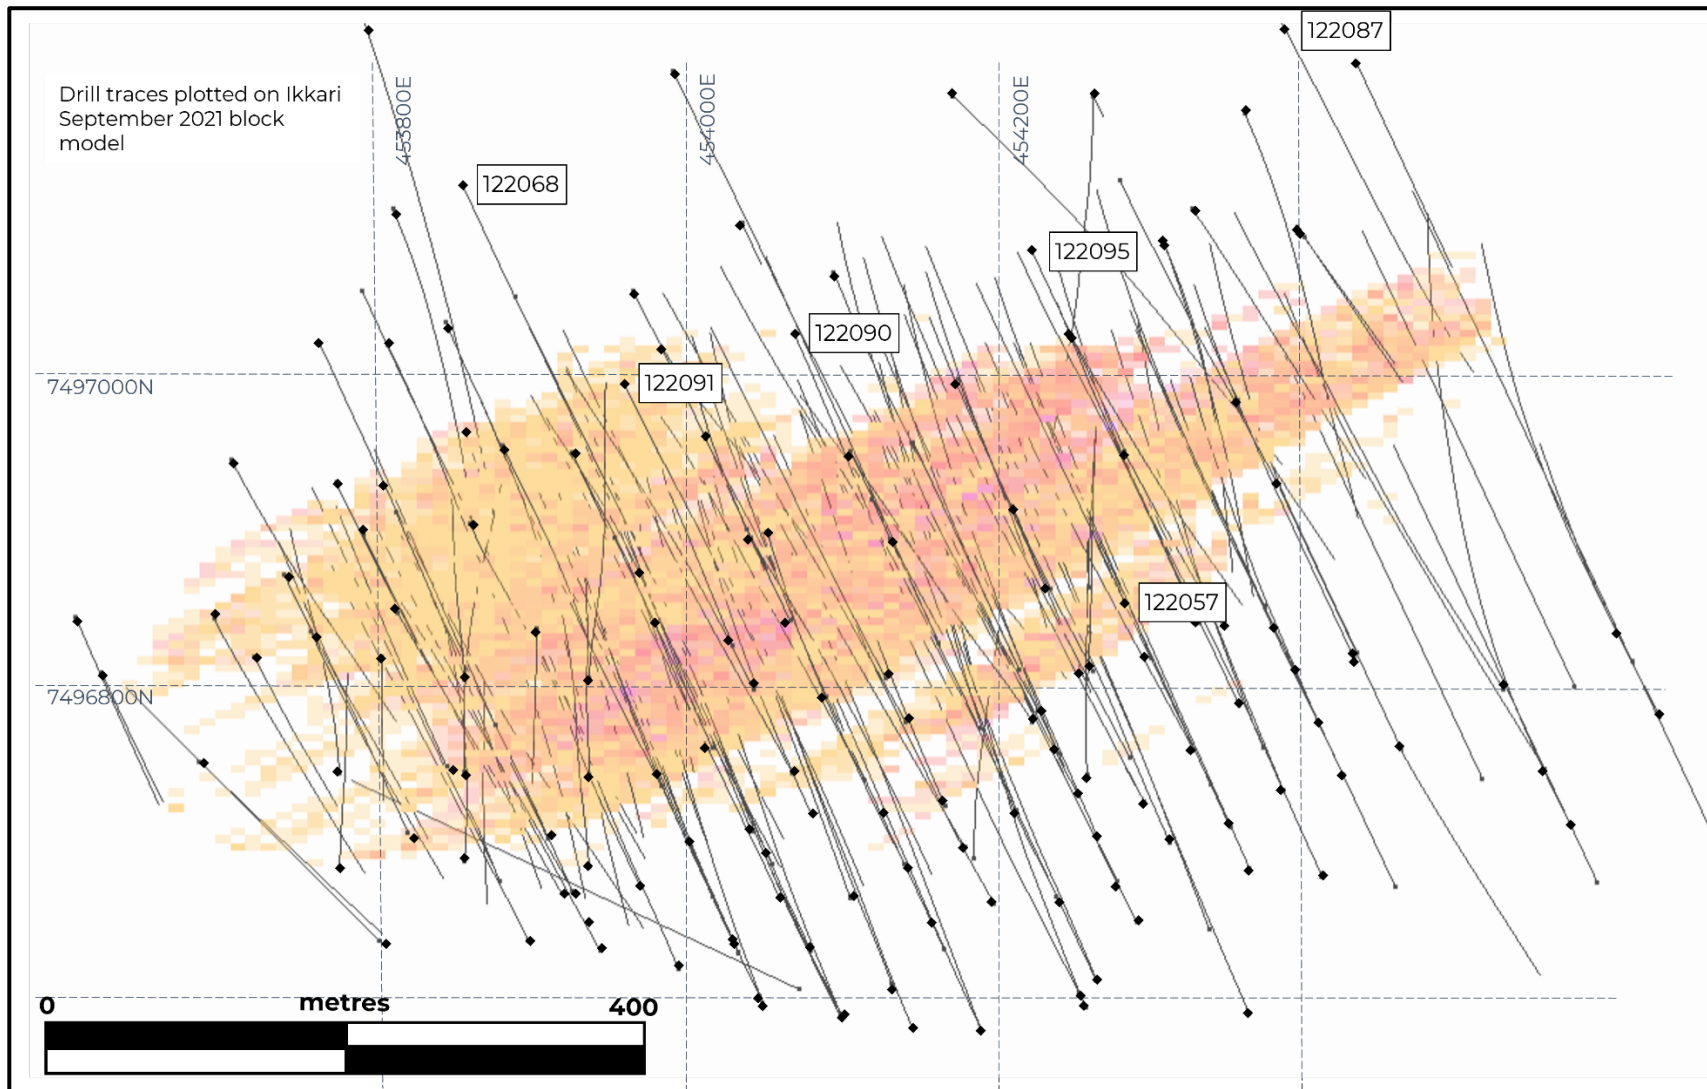 122087
Drill traces plotted on Ikkari
September 2021 block
model
453800E
454000E
454200E
122068
122095
122090
122091
7497000N
122057
7496800N
0 metres 400